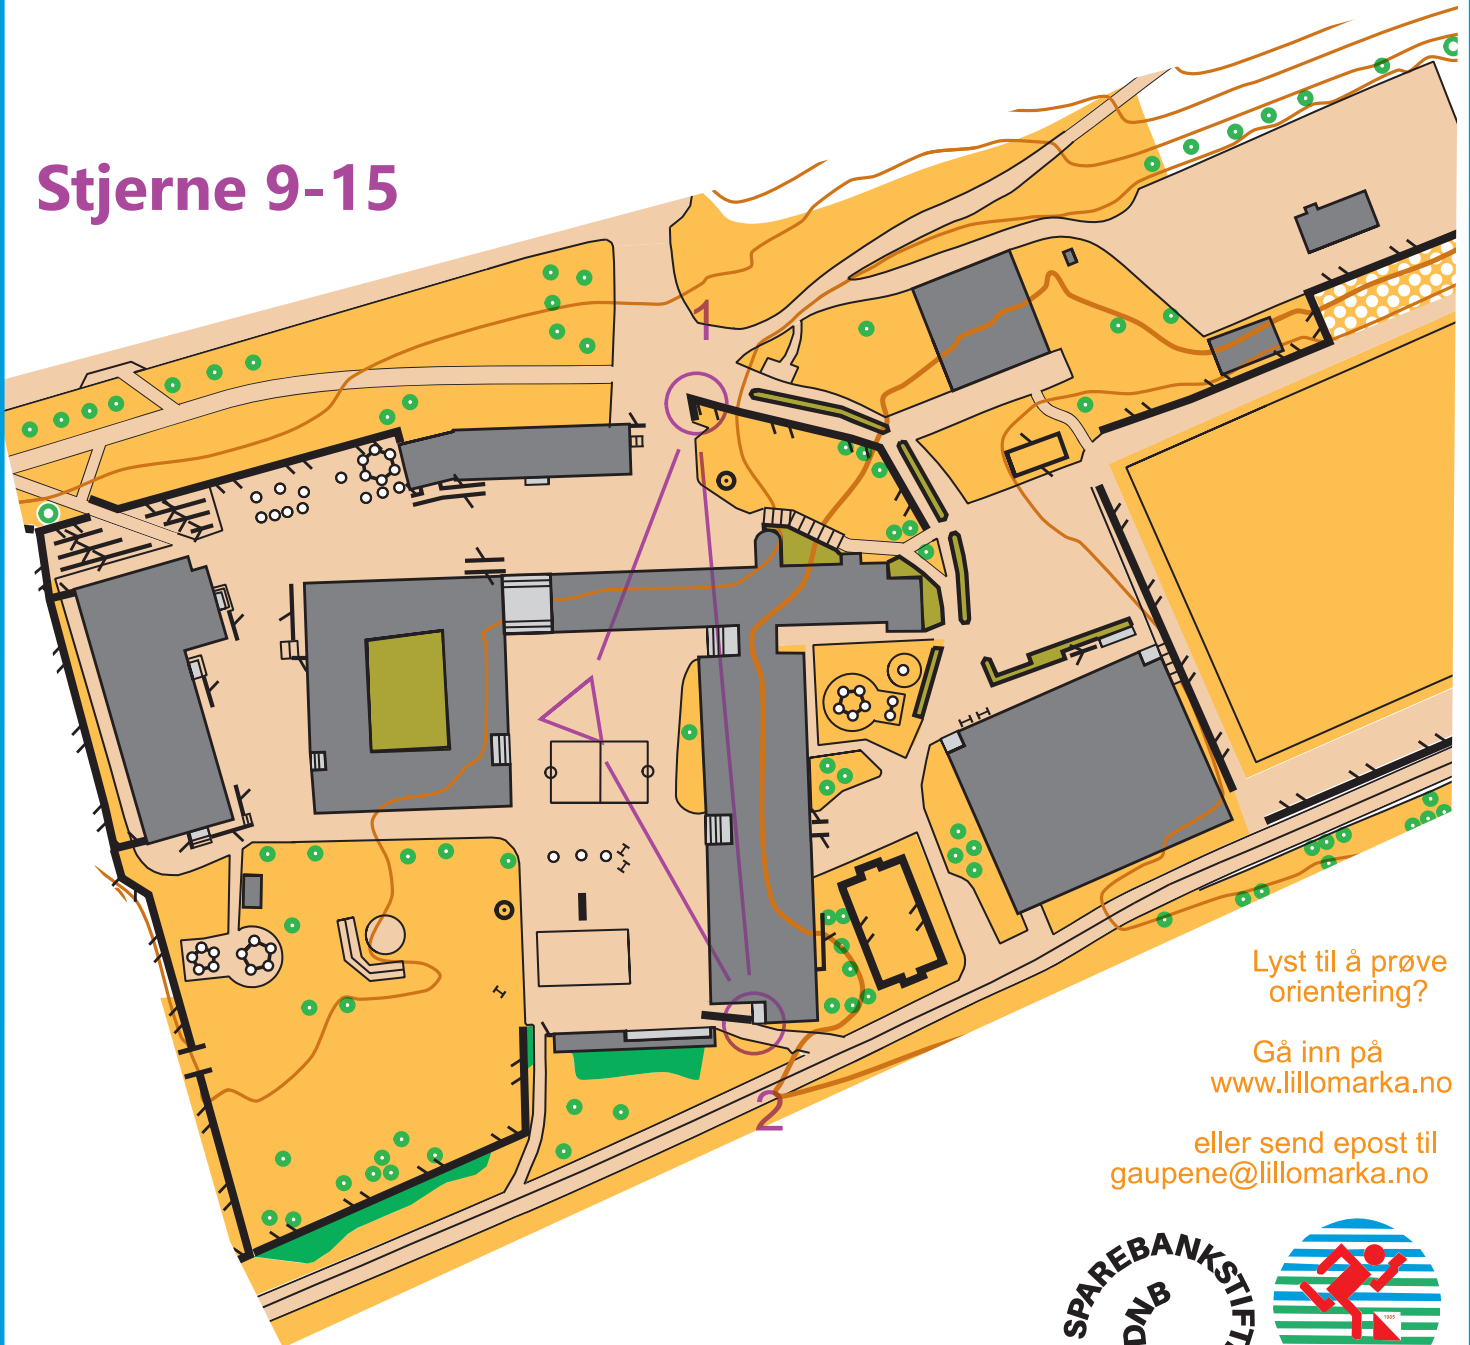 Stjerne 9-15
1
2
Lyst til å prøve
orientering?
Gå inn på
www.lillomarka.no
eller send epost til
gaupene@lillomarka.no
DNB